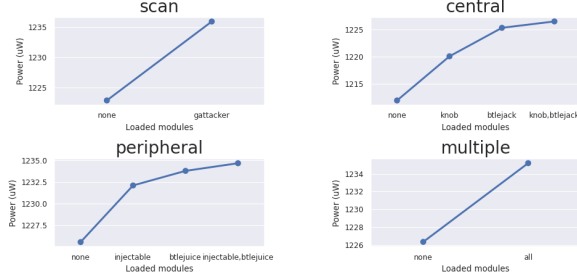 scan
Power (uW)
1235
1230
1225
none gattacker
Loaded modules
central
Power (uW)
1225
1220
1215
none knob btlejack knob,btlejack
Loaded modules
peripheral
Power (uW)
1235.0
1232.5
1230.0
1227.5
none injectable btlejuice injectable,btlejuice
Loaded modules
multiple
Power (uW)
1234
1232
1230
1228
1226
none all
Loaded modules